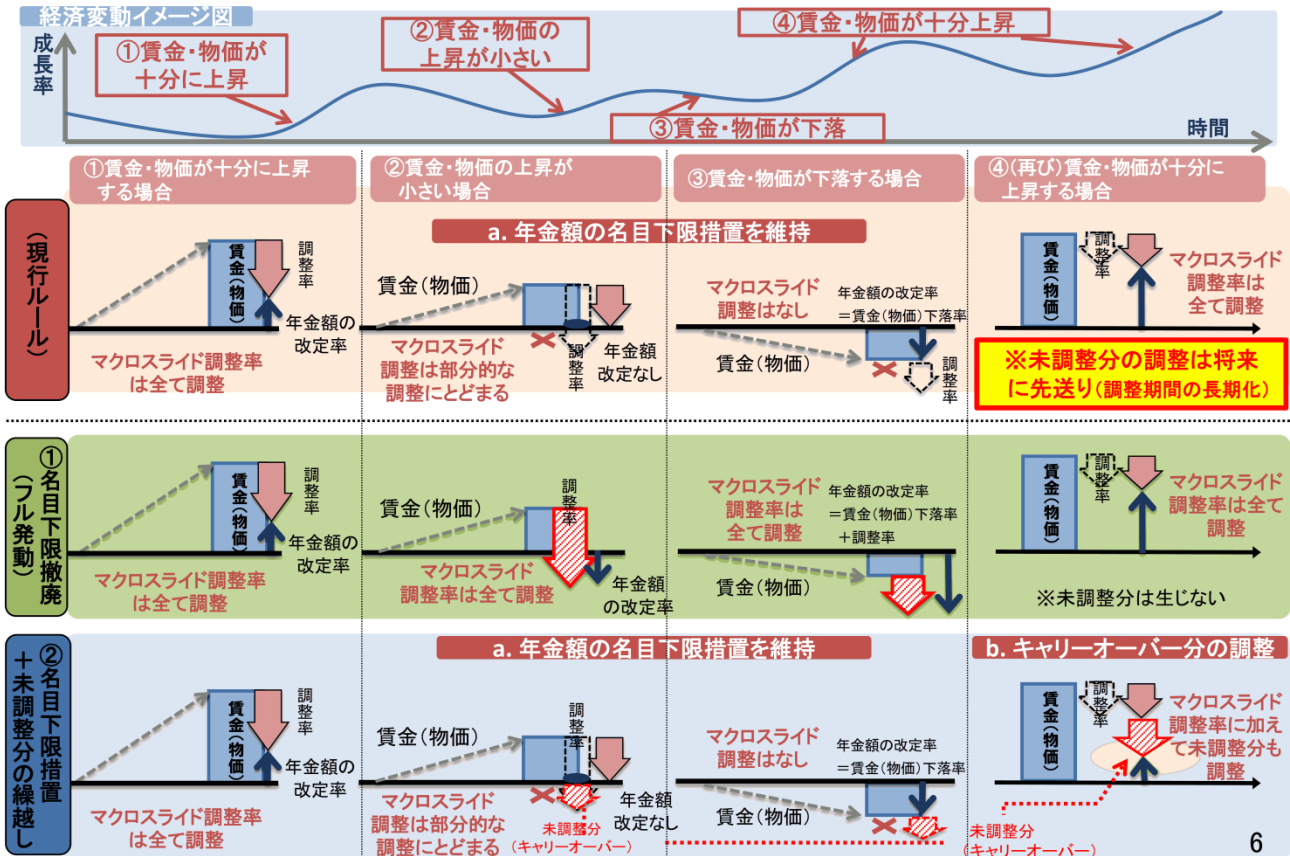 経済変動イメージ図
成長率
①賃金・物価が
十分に上昇
②賃金・物価の
上昇が小さい
④賃金・物価が十分上昇
③賃金・物価が下落
時間
①賃金・物価が十分に上昇
する場合
②賃金・物価の上昇が
小さい場合
③賃金・物価が下落する場合
④(再び)賃金・物価が十分に
上昇する場合
(現行ルール)
a. 年金額の名目下限措置を維持
賃金(物価)
調整率
年金額の
改定率
マクロスライド調整率
は全て調整
賃金(物価)
マクロスライド
調整は部分的な
調整にとどまる
調整率
年金額
改定なし
マクロスライド
調整はなし
年金額の改定率
＝賃金(物価)下落率
賃金(物価)
調整率
賃金(物価)
調整率
マクロスライド
調整率は
全て調整
※未調整分の調整は将来
に先送り(調整期間の長期化)
①名目下限撤廃
(フル発動)
賃金(物価)
調整率
年金額の
改定率
マクロスライド調整率
は全て調整
賃金(物価)
調整率
マクロスライド
調整率は全て調整
年金額
の改定率
マクロスライド
調整率は
全て調整
年金額の改定率
＝賃金(物価)下落率
＋調整率
賃金(物価)
賃金(物価)
調整率
マクロスライド
調整率は全て
調整
※未調整分は生じない
②名目下限措置
＋未調整分の繰越し
a. 年金額の名目下限措置を維持
b. キャリーオーバー分の調整
賃金(物価)
調整率
年金額の
改定率
マクロスライド調整率
は全て調整
賃金(物価)
調整率
マクロスライド
調整は部分的な
調整にとどまる
未調整分
(キャリーオーバー)
年金額
改定なし
マクロスライド
調整はなし
年金額の改定率
＝賃金(物価)下落率
賃金(物価)
賃金(物価)
調整率
マクロスライド
調整率に加え
て未調整分も
調整
未調整分
(キャリーオーバー)
6